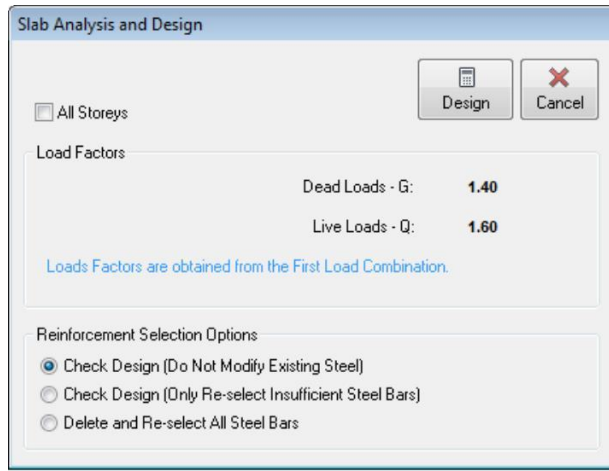 Slab Analysis and Design
Design
Cancel
All Storeys
Load Factors
Dead Loads - G: 1.40
Live Loads - Q: 1.60
Loads Factors are obtained from the First Load Combination.
Reinforcement Selection Options
Check Design (Do Not Modify Existing Steel)
Check Design (Only Re-select Insufficient Steel Bars)
Delete and Re-select All Steel Bars